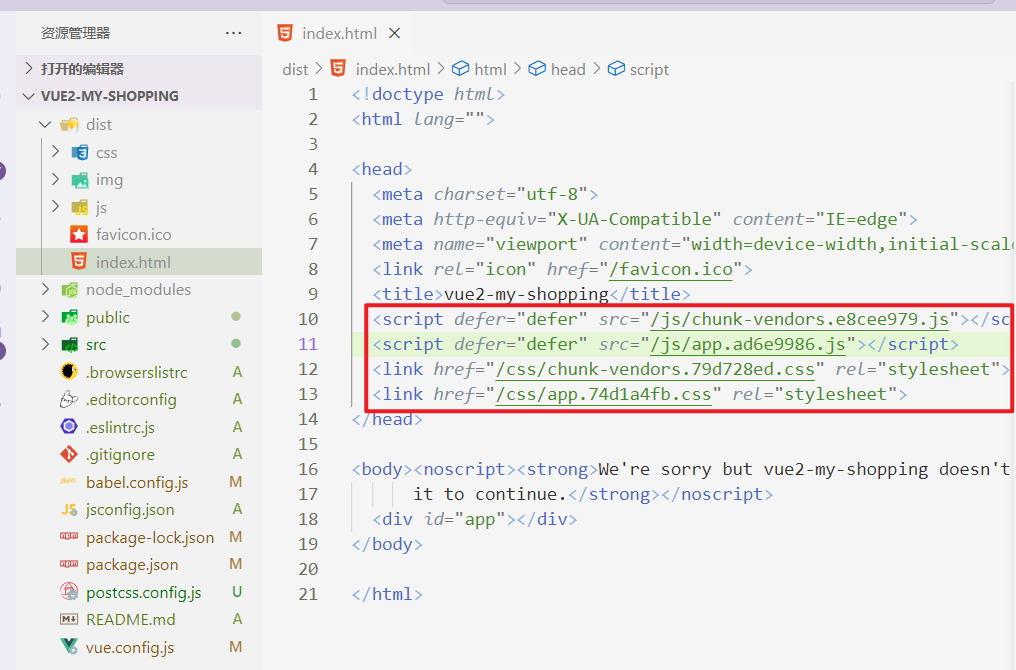 资源管理器 ···
打开的编辑器
VUE2-MY-SHOPPING
dist
css
img
js
favicon.ico
index.html
node_modules
public
src
.browserslistrc A
.editorconfig A
.eslintrc.js A
.gitignore A
babel.config.js M
jsconfig.json A
package-lock.json M
package.json M
postcss.config.js U
README.md A
vue.config.js M
index.html
dist > index.html > html > head > script
1 <!doctype html>
2 <html lang="">
3
4 <head>
5 <meta charset="utf-8">
6 <meta http-equiv="X-UA-Compatible" content="IE=edge">
7 <meta name="viewport" content="width=device-width,initial-scale
8 <link rel="icon" href="/favicon.ico">
9 <title>vue2-my-shopping</title>
10 <script defer="defer" src="/js/chunk-vendors.e8cee979.js"></sc
11 <script defer="defer" src="/js/app.ad6e9986.js"></script>
12 <link href="/css/chunk-vendors.79d728ed.css" rel="stylesheet">
13 <link href="/css/app.74d1a4fb.css" rel="stylesheet">
14 </head>
15
16 <body><noscript><strong>We're sorry but vue2-my-shopping doesn't
17 it to continue.</strong></noscript>
18 <div id="app"></div>
19 </body>
20
21 </html>